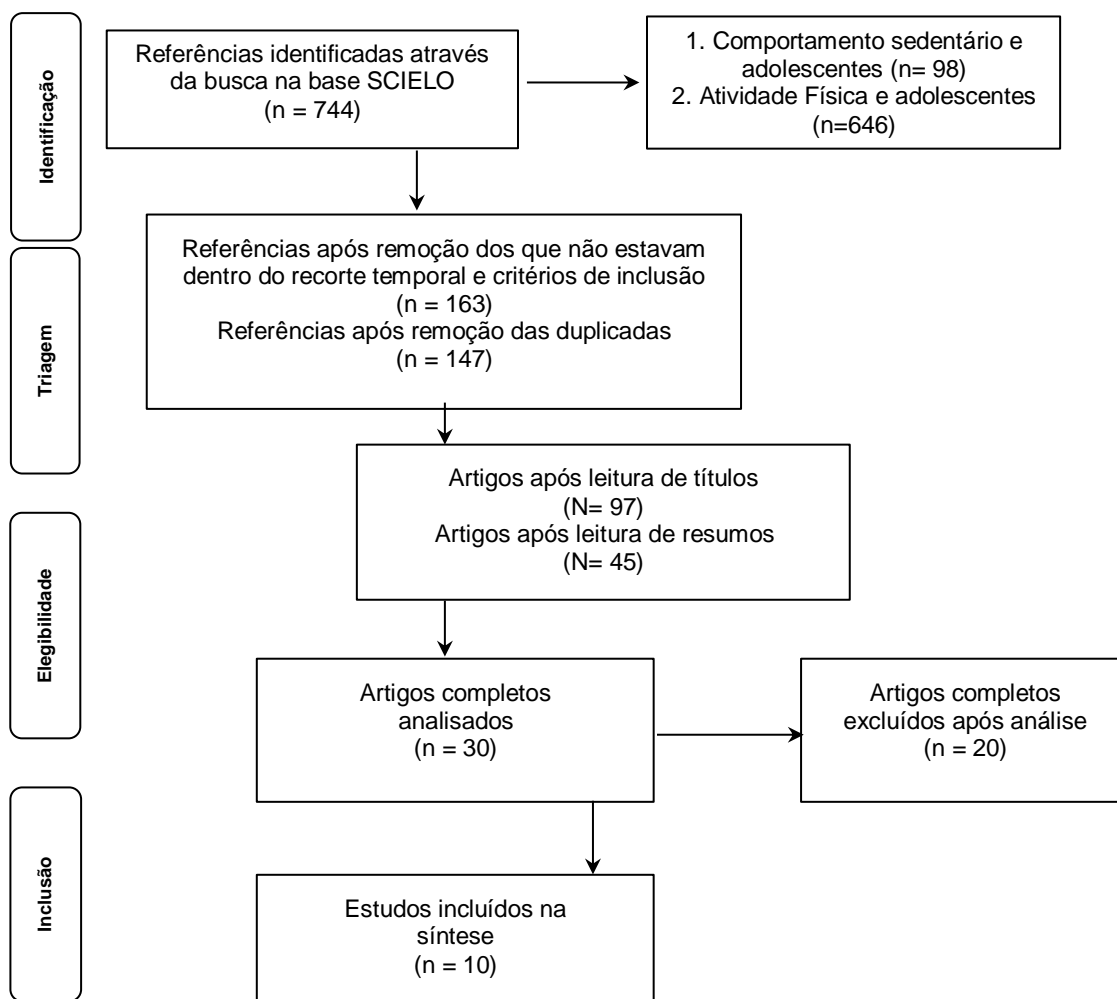 Identificação
Referências identificadas através
da busca na base SCIELO
(n = 744)
1. Comportamento sedentário e
adolescentes (n= 98)
2. Atividade Física e adolescentes
(n=646)
Triagem
Referências após remoção dos que não estavam
dentro do recorte temporal e critérios de inclusão
(n = 163)
Referências após remoção das duplicadas
(n = 147)
Artigos após leitura de títulos
(N= 97)
Artigos após leitura de resumos
(N= 45)
Elegibilidade
Artigos completos
analisados
(n = 30)
Artigos completos
excluídos após análise
(n = 20)
Inclusão
Estudos incluídos na
síntese
(n = 10)